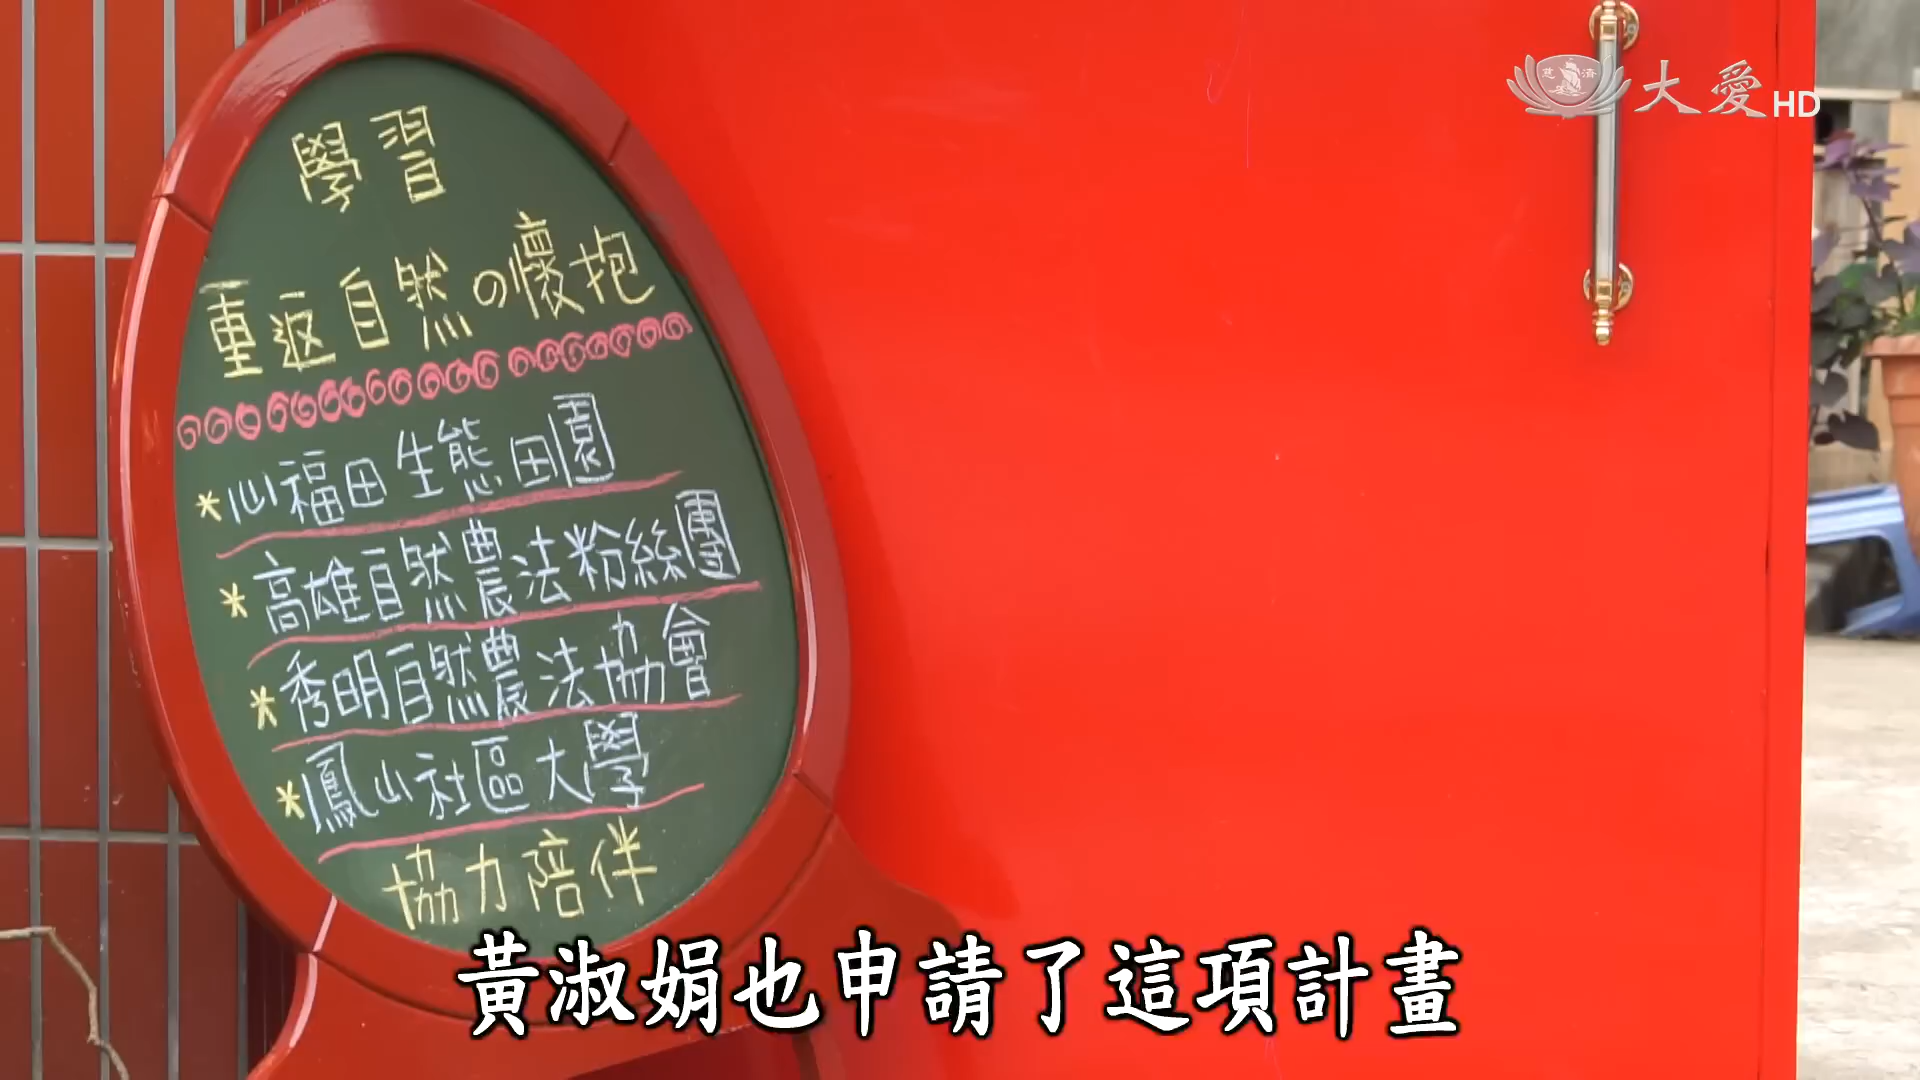 學習
重返自然の懷抱
*心福田生態田園
*高雄自然農法粉絲團
*秀明自然農法協會
*鳳山社區大學
協力陪伴
慈濟
大愛HD
黃淑娟也申請了這項計畫